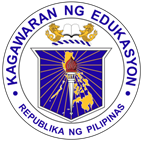 KAGAWARAN NG EDUKASYON
REPUBLIKA NG PILIPINAS